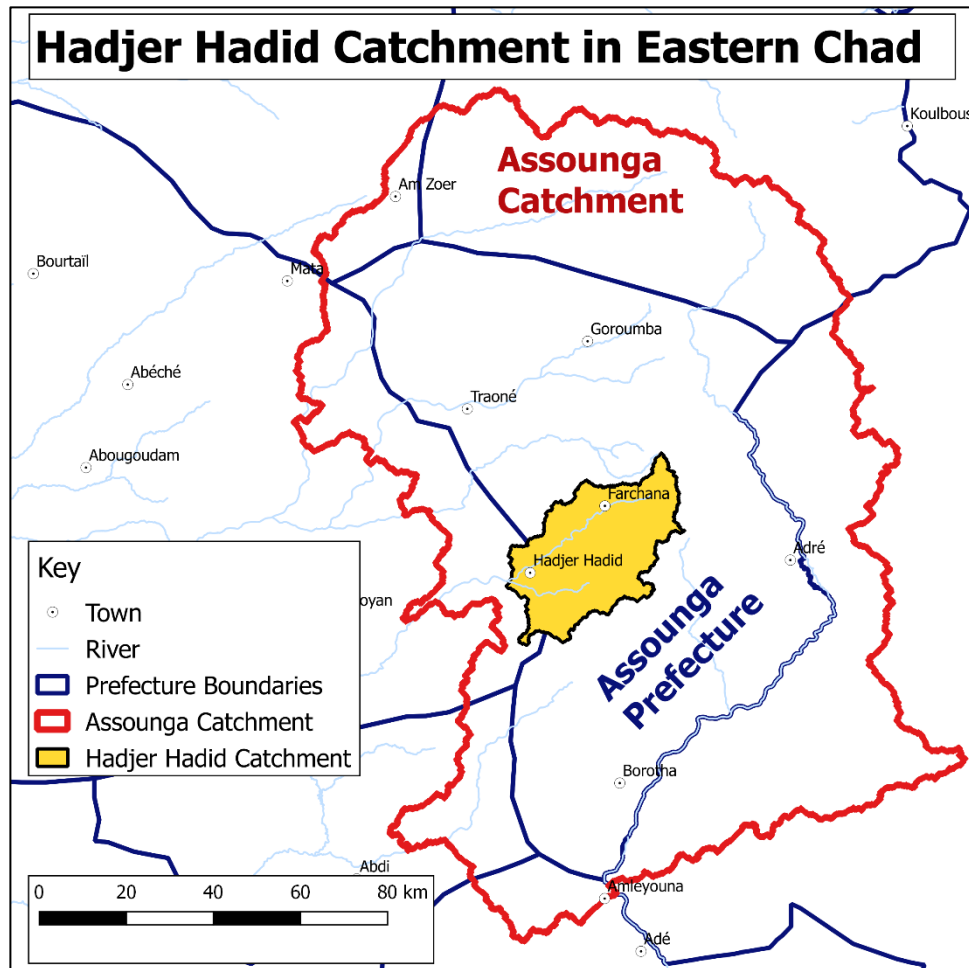 Hadjer Hadid Catchment in Eastern Chad
Koulbous
Assounga
Catchment
Am Zoer
Bourtaïl
Mata
Goroumba
Abéché
Traoné
Abougoudam
Farchana
Adré
Hadjer Hadid
oyan
Assounga
Prefecture
Borotha
Key
Town
River
Prefecture Boundaries
Assounga Catchment
Hadjer Hadid Catchment
Abdi
0 20 40 60 80 km
Amleyouna
Adé